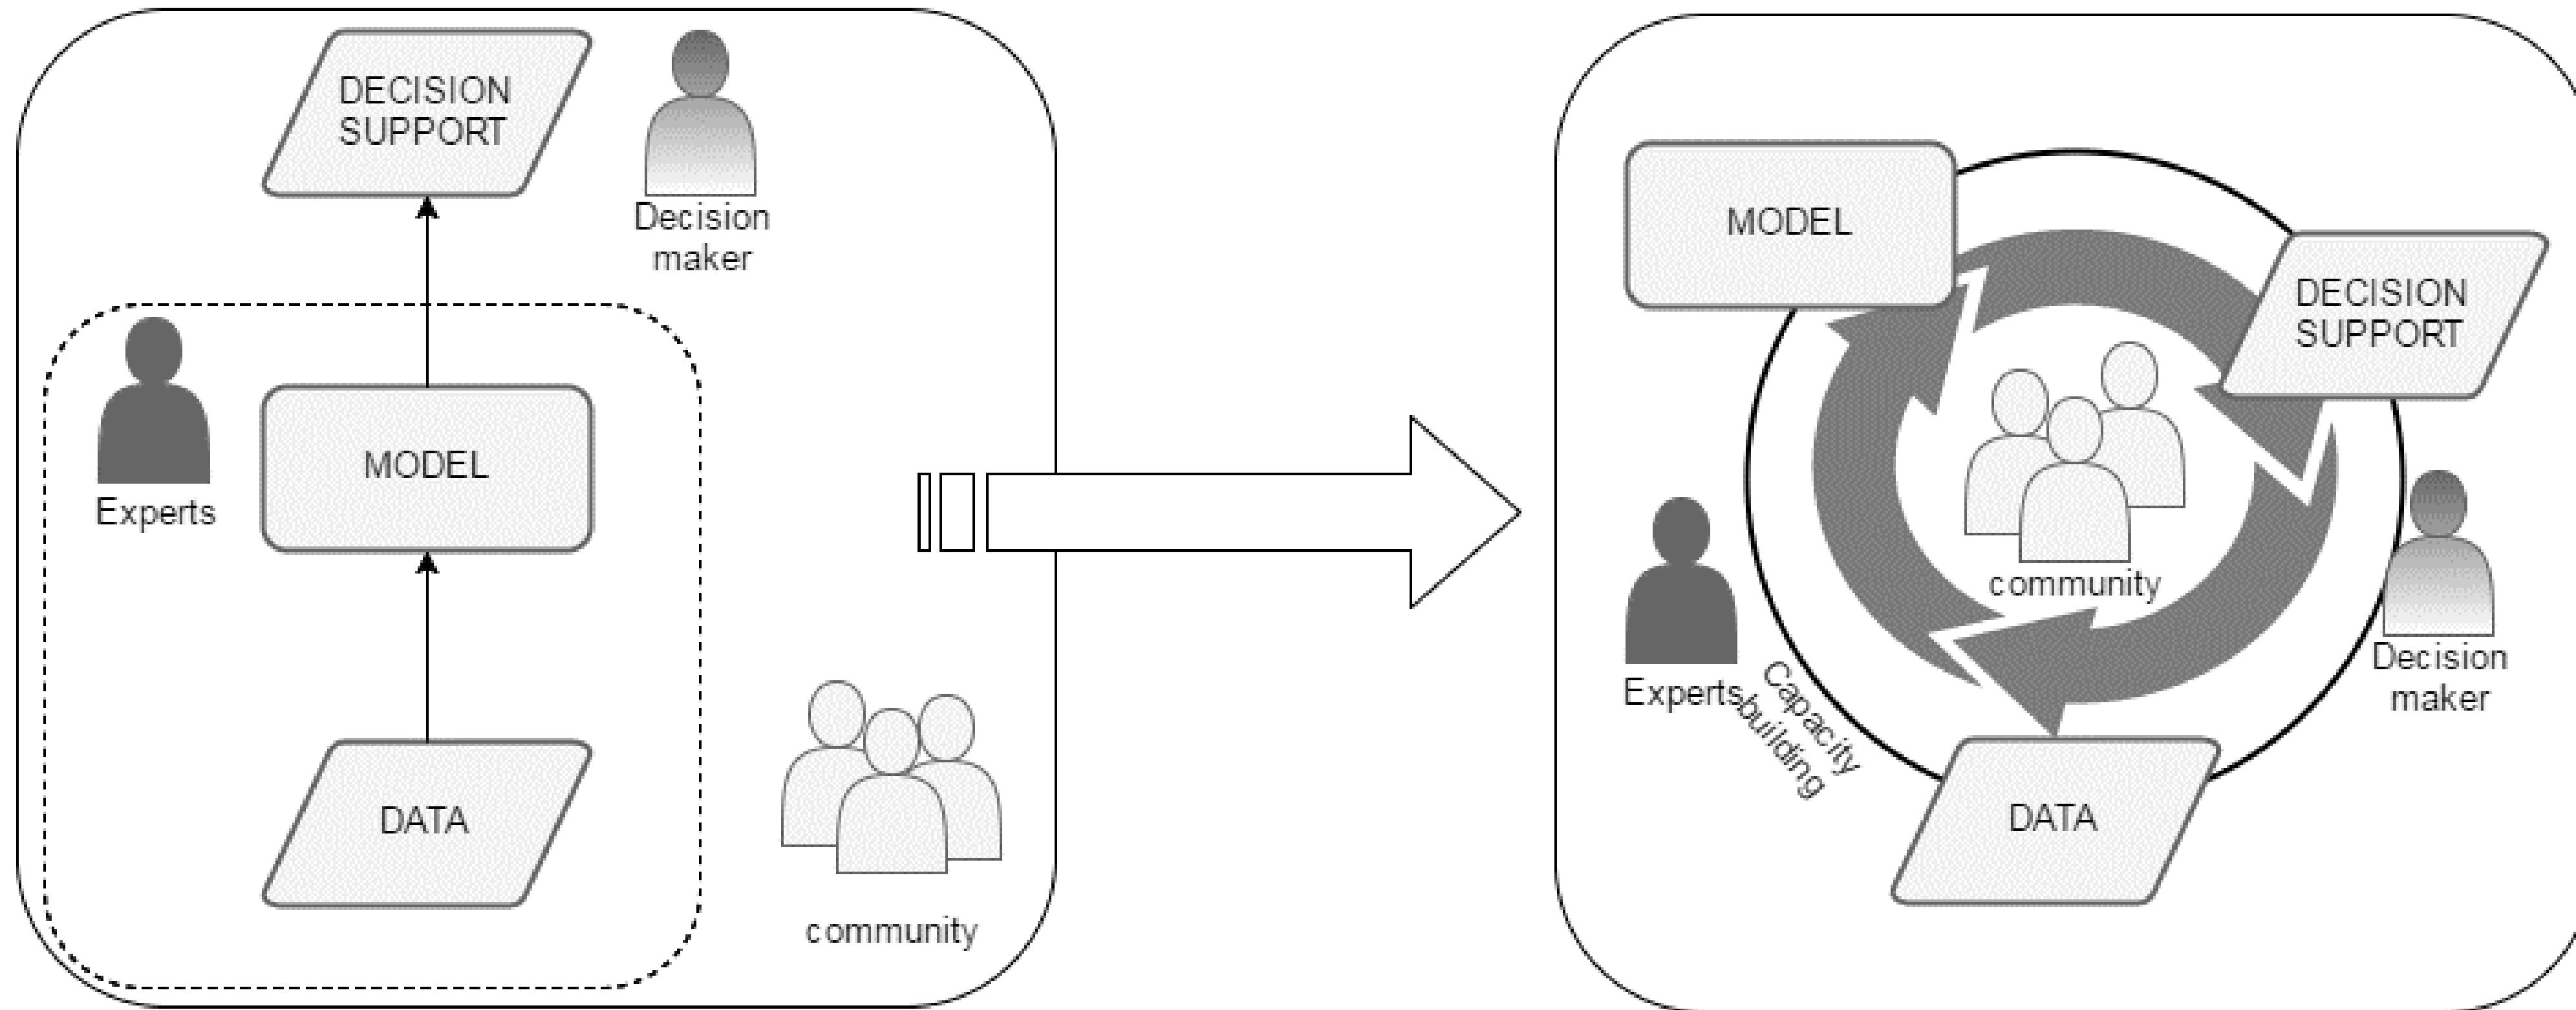 DECISION
SUPPORT
Decision
maker
MODEL
Experts
DATA
community
MODEL
DECISION
SUPPORT
community
Experts
Decision
maker
Capacity
building
DATA